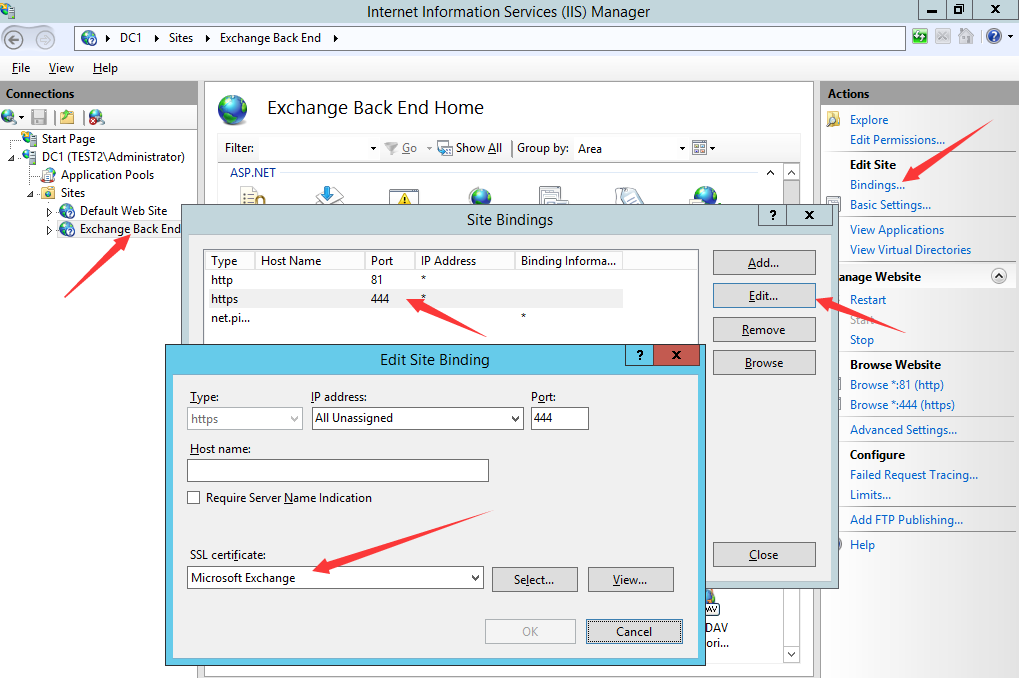 Internet Information Services (IIS) Manager
DC1 Sites Exchange Back End
File View Help
Connections
Start Page
DC1 (TEST2\Administrator)
Application Pools
Sites
Default Web Site
Exchange Back End
Exchange Back End Home
Filter: Go Show All Group by: Area
ASP.NET
Site Bindings
?
Type Host Name Port IP Address Binding Informa...
http 81 *
https 444 *
net.pi... *
Add...
Edit...
Remove
Browse
Close
Edit Site Binding
?
Type: IP address: Port:
https All Unassigned 444
Host name:
Require Server Name Indication
SSL certificate:
Microsoft Exchange Select... View...
OK Cancel
DAV
ori...
Actions
Explore
Edit Permissions...
Edit Site
Bindings...
Basic Settings...
View Applications
View Virtual Directories
anage Website
Restart
Start
Stop
Browse Website
Browse *:81 (http)
Browse *:444 (https)
Advanced Settings...
Configure
Failed Request Tracing...
Limits...
Add FTP Publishing...
Help